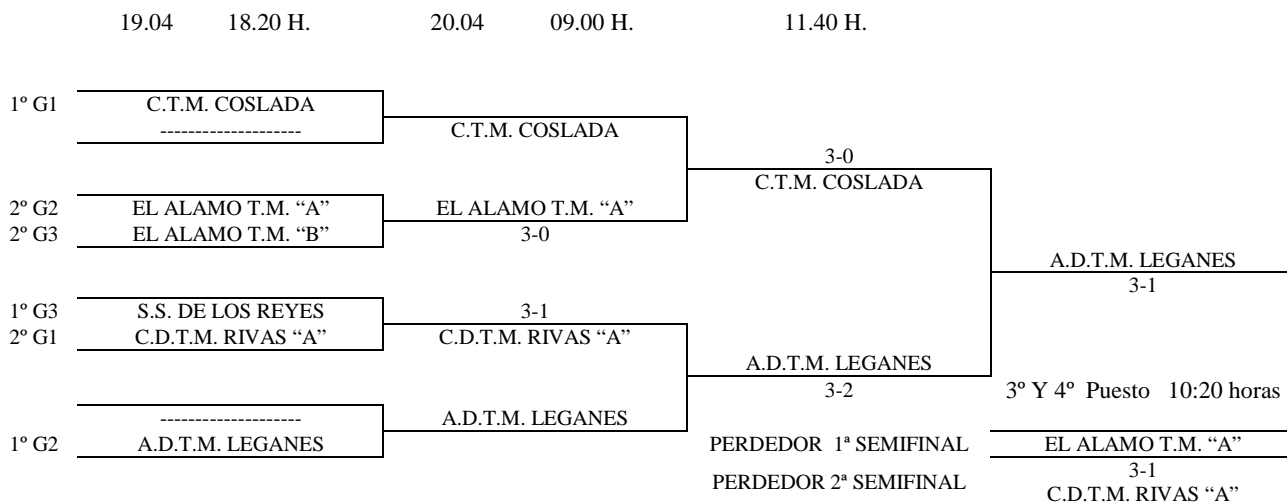 19.04 18.20 H. 20.04 09.00 H. 11.40 H.
1º G1 C.T.M. COSLADA
--------------------
C.T.M. COSLADA
3-0
C.T.M. COSLADA
2º G2 EL ALAMO T.M. “A” EL ALAMO T.M. “A”
2º G3 EL ALAMO T.M. “B” 3-0
A.D.T.M. LEGANES
3-1
1º G3 S.S. DE LOS REYES 3-1
2º G1 C.D.T.M. RIVAS “A” C.D.T.M. RIVAS “A”
A.D.T.M. LEGANES
3-2
3º Y 4º Puesto 10:20 horas
-------------------- A.D.T.M. LEGANES
1º G2 A.D.T.M. LEGANES PERDEDOR 1ª SEMIFINAL EL ALAMO T.M. “A”
3-1
PERDEDOR 2ª SEMIFINAL C.D.T.M. RIVAS “A”